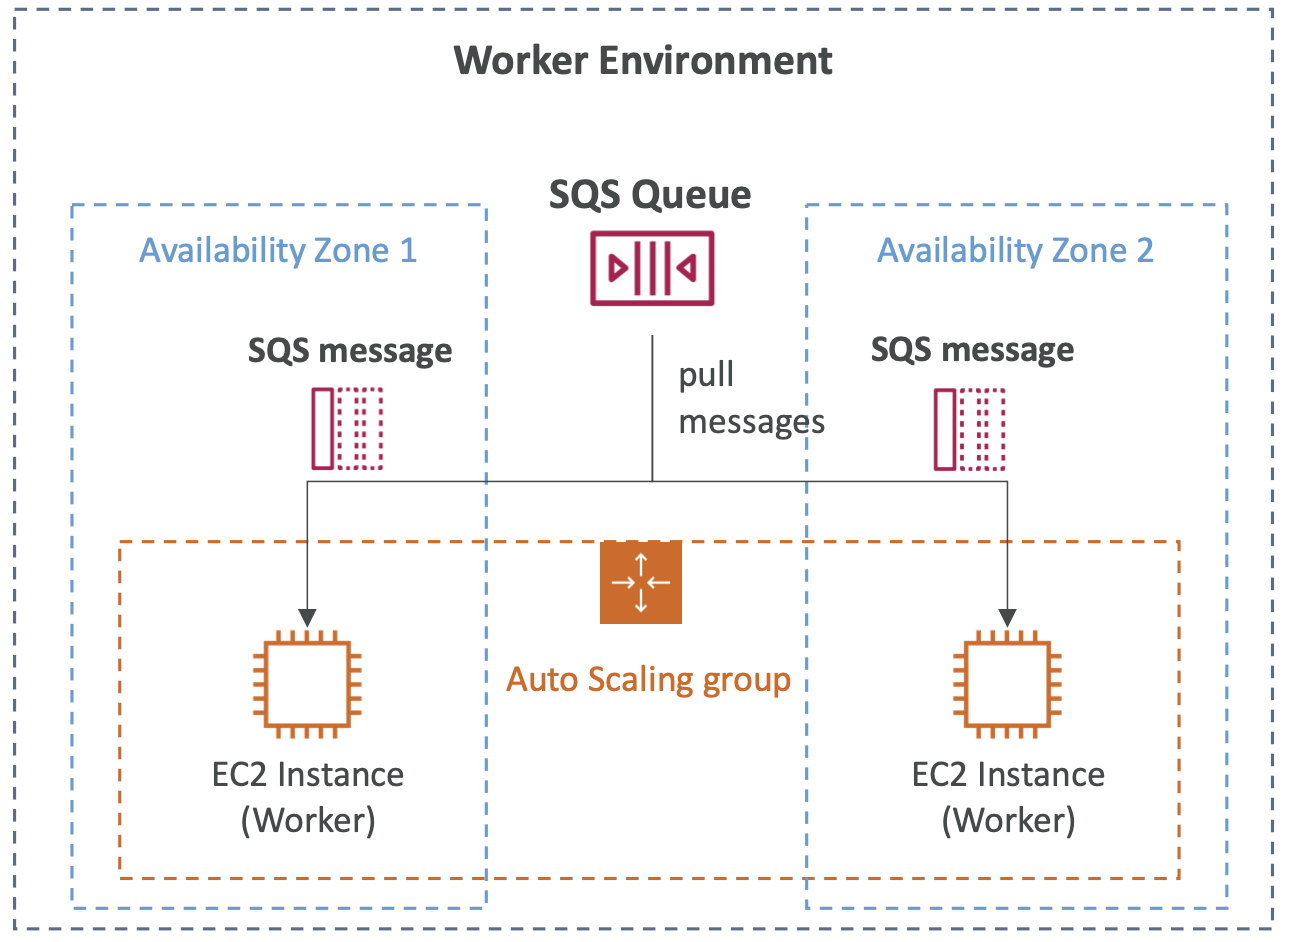 Worker Environment
SQS Queue
Availability Zone 1
Availability Zone 2
SQS message
SQS message
pull
messages
Auto Scaling group
EC2 Instance
(Worker)
EC2 Instance
(Worker)